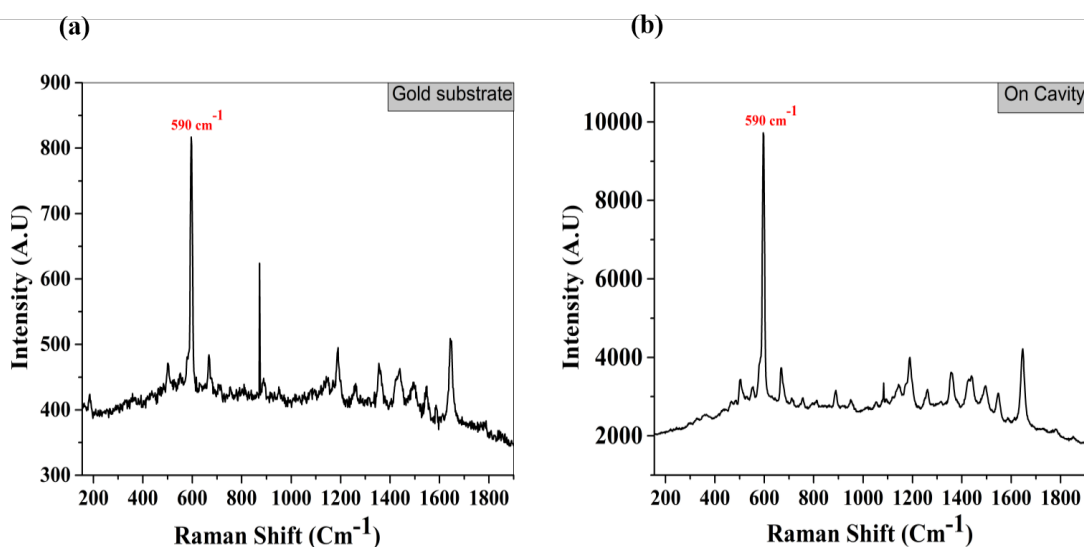 (a)
Gold substrate
590 cm-1
900
800
700
600
500
400
300
200 400 600 800 1000 1200 1400 1600 1800
Intensity (A.U)
Raman Shift (Cm-1)
(b)
On Cavity
590 cm-1
10000
8000
6000
4000
2000
200 400 600 800 1000 1200 1400 1600 1800
Intensity (A.U)
Raman Shift (Cm-1)